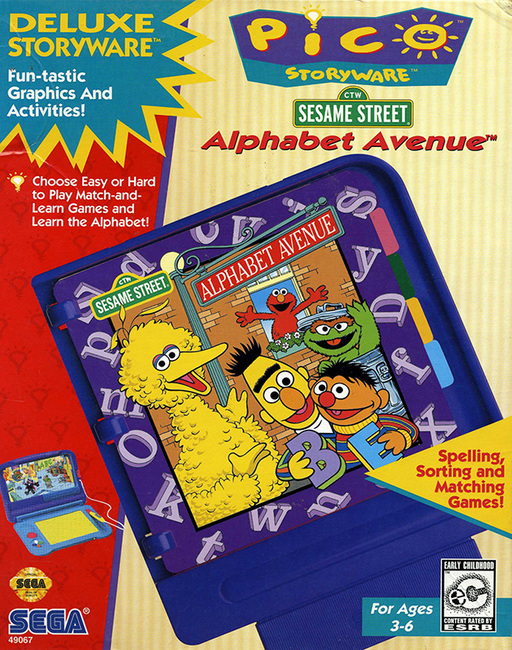 DELUXE
STORYWARE™
Fun-tastic
Graphics And
Activities!
PICO™
STORYWARE™
CTW
SESAME STREET
Alphabet Avenue™
Choose Easy or Hard
to Play Match-and-
Learn Games and
Learn the Alphabet!
CTW
SESAME STREET
ALPHABET AVENUE
B E
Spelling,
Sorting and
Matching
Games!
SEGA
SEGA®
49067
For Ages
3-6
EARLY CHILDHOOD
CONTENT RATED BY
ESRB